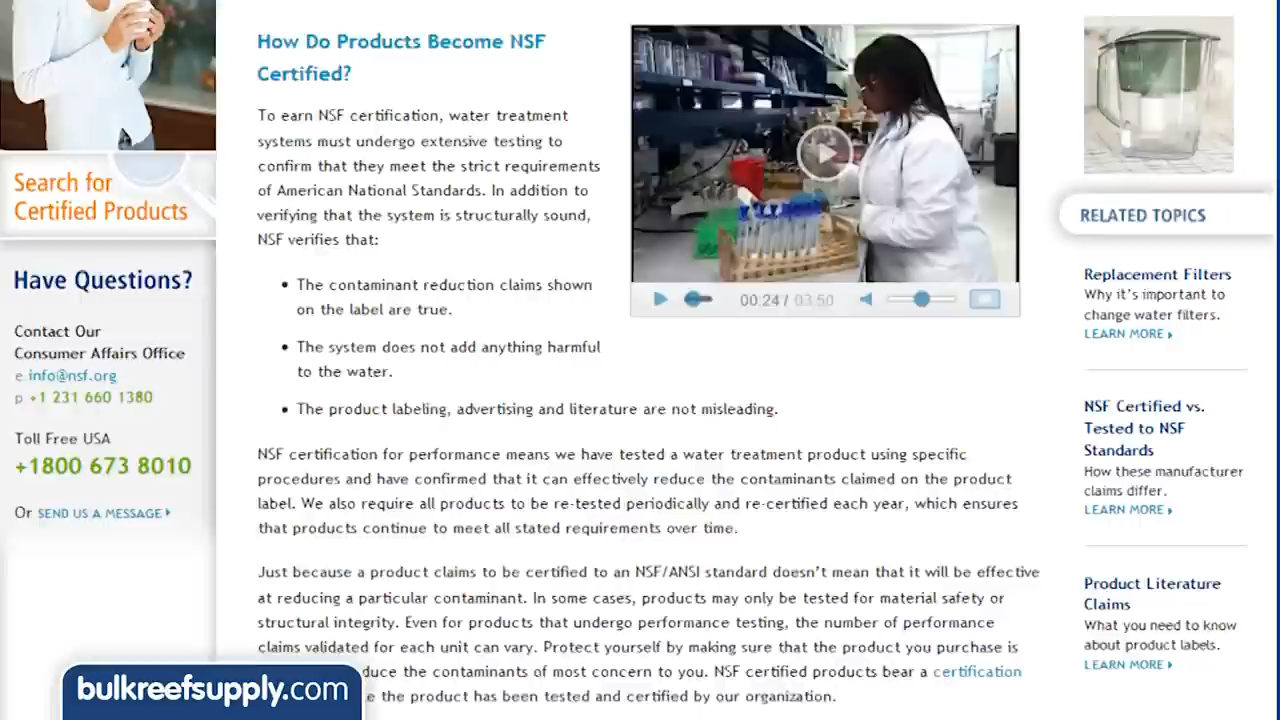 How Do Products Become NSF
Certified?
To earn NSF certification, water treatment
systems must undergo extensive testing to
confirm that they meet the strict requirements
of American National Standards. In addition to
verifying that the system is structurally sound,
NSF verifies that:
• The contaminant reduction claims shown
on the label are true.
• The system does not add anything harmful
to the water.
• The product labeling, advertising and literature are not misleading.
NSF certification for performance means we have tested a water treatment product using specific
procedures and have confirmed that it can effectively reduce the contaminants claimed on the product
label. We also require all products to be re-tested periodically and re-certified each year, which ensures
that products continue to meet all stated requirements over time.
Just because a product claims to be certified to an NSF/ANSI standard doesn't mean that it will be effective
at reducing a particular contaminant. In some cases, products may only be tested for material safety or
structural integrity. Even for products that undergo performance testing, the number of performance
claims validated for each unit can vary. Protect yourself by making sure that the product you purchase is
duce the contaminants of most concern to you. NSF certified products bear a certification
e the product has been tested and certified by our organization.
00:24 / 03:50
Search for
Certified Products
Have Questions?
Contact Our
Consumer Affairs Office
e info@nsf.org
p +1 231 660 1380
Toll Free USA
+1800 673 8010
Or SEND US A MESSAGE
RELATED TOPICS
Replacement Filters
Why it's important to
change water filters.
LEARN MORE
NSF Certified vs.
Tested to NSF
Standards
How these manufacturer
claims differ.
LEARN MORE
Product Literature
Claims
What you need to know
about product labels.
LEARN MORE
bulkreefsupply.com